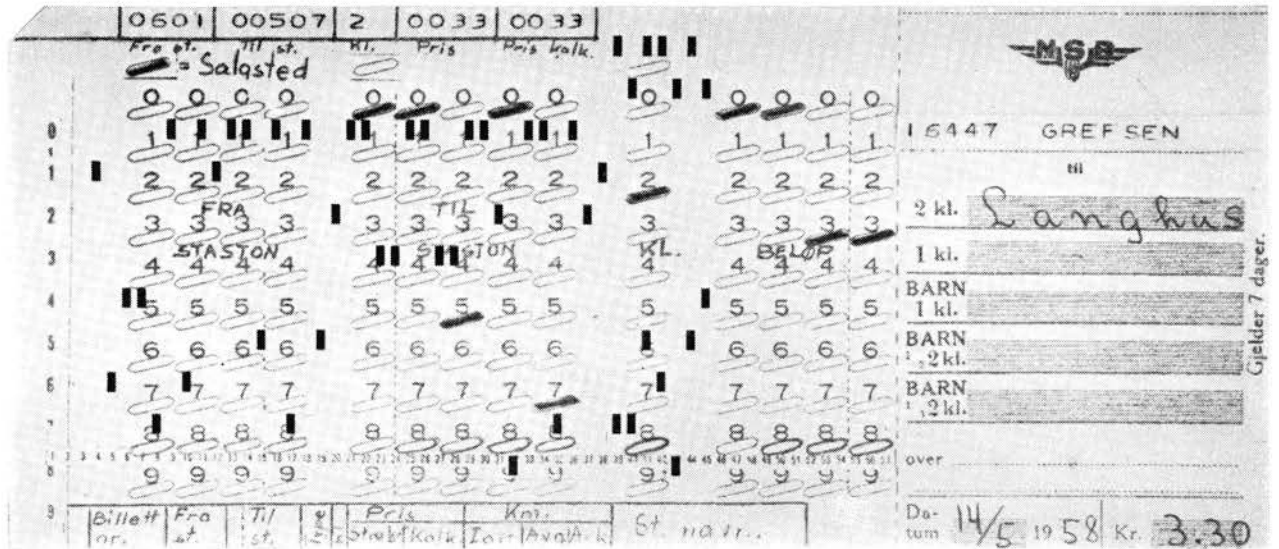 0601 00507 2 0033 0033
Fra st. Til st. Kl. Pris Pris kalk.
= Salgsted
0 0 0 0 0 0 0 0 0 0 0 0 0 0
1 1 1 1 1 1 1 1 1 1 1 1 1 1
2 2 2 2 2 2 2 2 2 2 2 2 2 2
FRA TIL
3 3 3 3 3 3 3 3 3 3 3 3 3 3
STASTON KL. BELØP
4 4 4 4 4 4 4 4 4 4 4 4 4 4
5 5 5 5 5 5 5 5 5 5 5 5 5 5
6 6 6 6 6 6 6 6 6 6 6 6 6
7 7 7 7 7 7 7 7 7 7 7 7 7 7
8 8 8 8 8 8 8 8 8 8 8 8 8 8
9 9 9 9 9 9 9 9 9 9 9 9 9 9
Billett Fra Til Pris Km.
nr. st. st. Kalk
NSB
16447 GREFSEN
til
2 kl. Langhus
1 kl.
BARN
1 kl.
BARN
2 kl.
BARN
2 kl.
over
Da-
tum 14/5 1958 Kr. 3.30
Gjelder 7 dager.